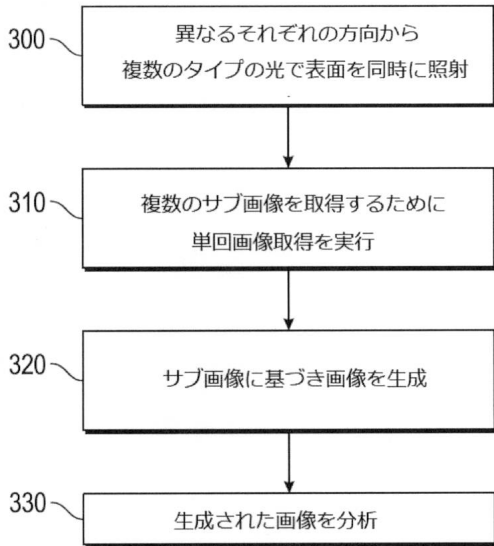 300
異なるそれぞれの方向から
複数のタイプの光で表面を同時に照射
310
複数のサブ画像を取得するために
単回画像取得を実行
320
サブ画像に基づき画像を生成
330
生成された画像を分析